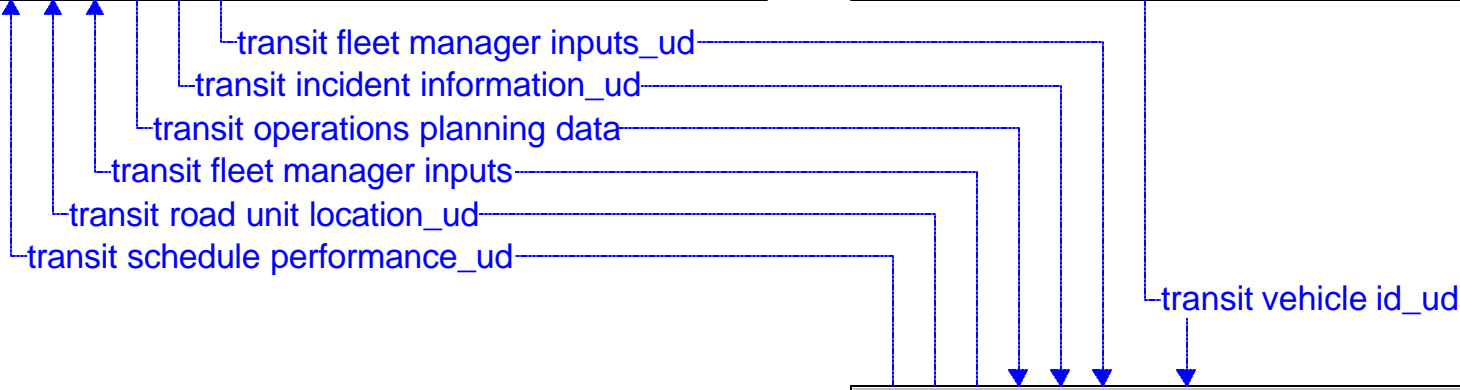 transit fleet manager inputs_ud
transit incident information_ud
transit operations planning data
transit fleet manager inputs
transit road unit location_ud
transit schedule performance_ud
transit vehicle id_ud